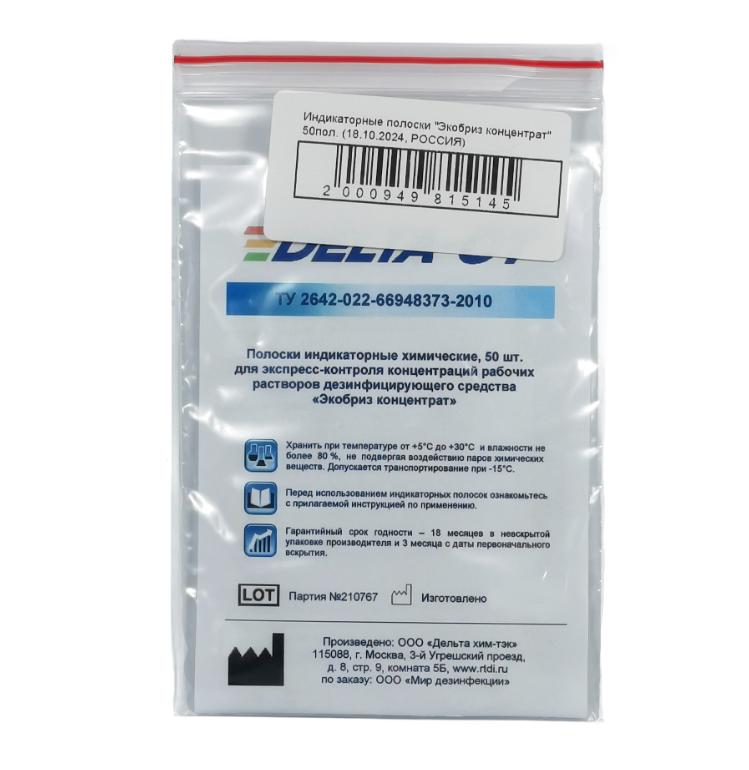 Индикаторные полоски "Экобриз концентрат"
50пол. (18.10.2024, РОССИЯ)
2 000949 815145
ТУ 2642-022-66948373-2010
Полоски индикаторные химические, 50 шт.
для экспресс-контроля концентраций рабочих
растворов дезинфицирующего средства
«Экобриз концентрат»
Хранить при температуре от +5°С до +30°С и влажности не
более 80 %, не подвергая воздействию паров химических
веществ. Допускается транспортирование при -15°С.
Перед использованием индикаторных полосок ознакомьтесь
с прилагаемой инструкцией по применению.
Гарантийный срок годности – 18 месяцев в невскрытой
упаковке производителя и 3 месяца с даты первоначального
вскрытия.
LOT Партия №210767 Изготовлено
Произведено: ООО «Дельта хим-тэк»
115088, г. Москва, 3-й Угрешский проезд,
д. 8, стр. 9, комната 5Б, www.rtdi.ru
по заказу: ООО «Мир дезинфекции»